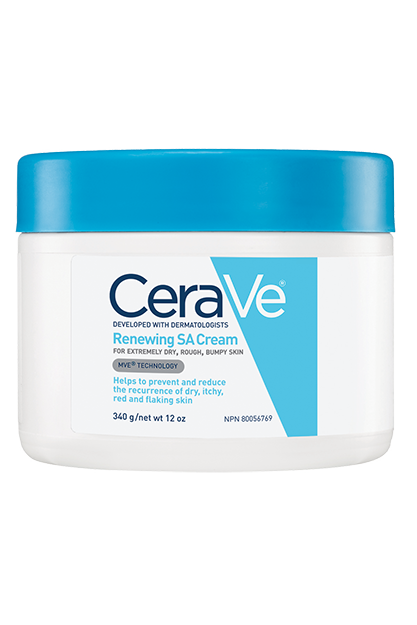 CeraVe®
DEVELOPED WITH DERMATOLOGISTS
Renewing SA Cream
FOR EXTREMELY DRY, ROUGH, BUMPY SKIN
MVE® TECHNOLOGY
Helps to prevent and reduce
the recurrence of dry, itchy,
red and flaking skin
340 g/net wt 12 oz NPN 80056769